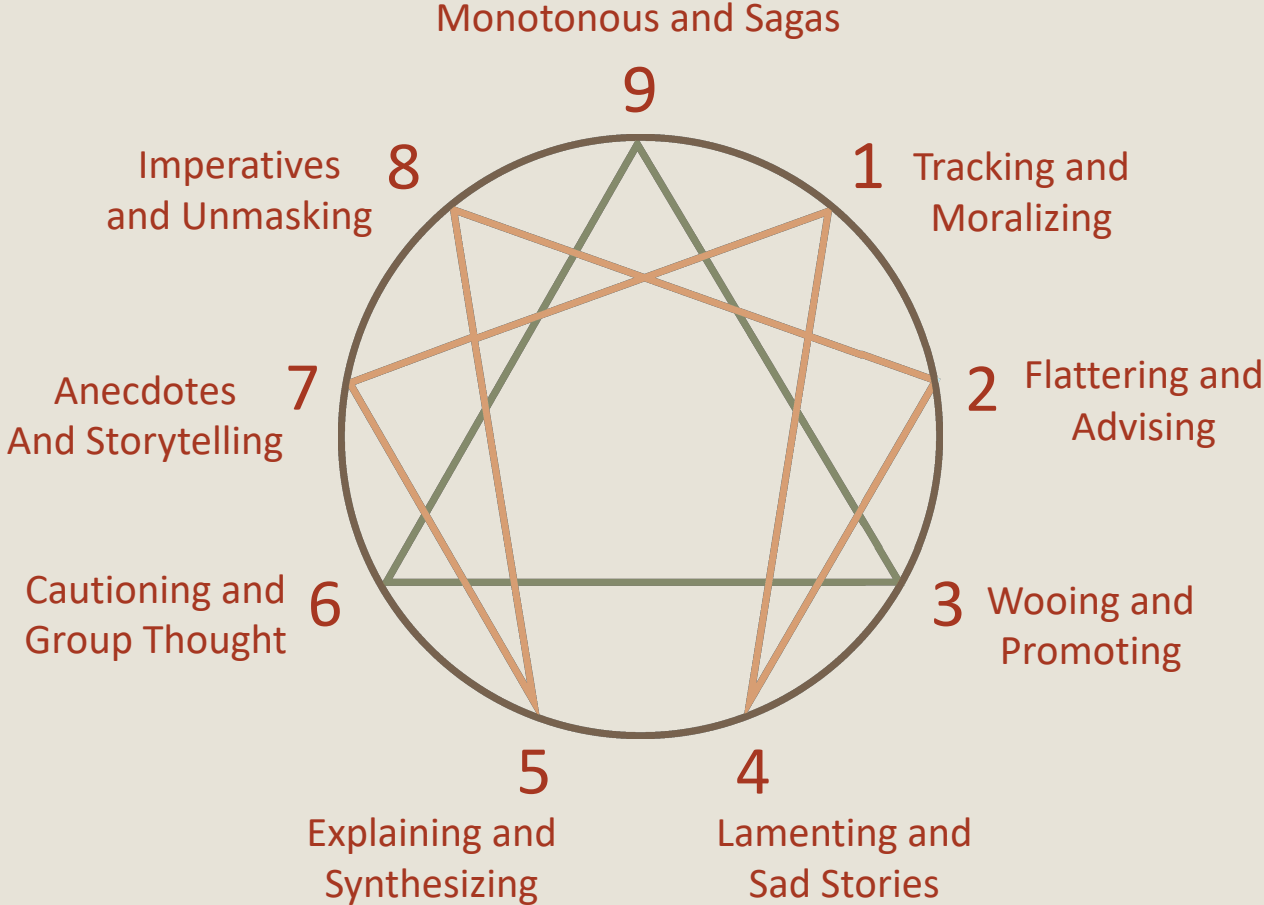 Monotonous and Sagas
9
8
Imperatives
and Unmasking
1
Tracking and
Moralizing
7
Anecdotes
And Storytelling
2
Flattering and
Advising
6
Cautioning and
Group Thought
3
Wooing and
Promoting
5
Explaining and
Synthesizing
4
Lamenting and
Sad Stories